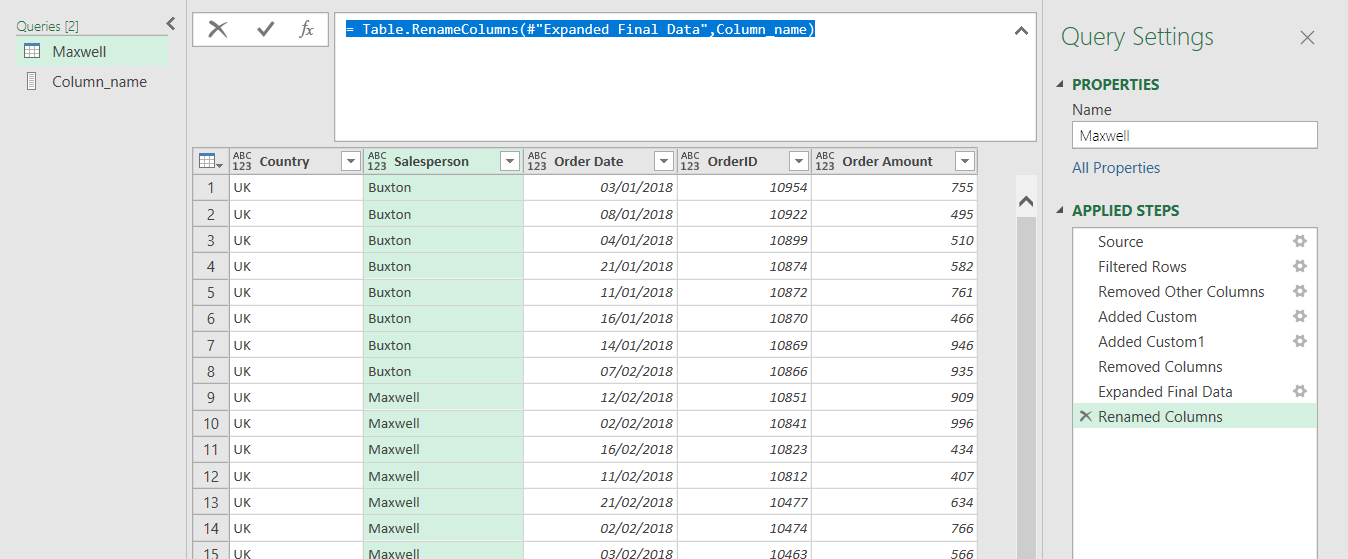 Queries [2]
Maxwell
Column_name
fx
= Table.RenameColumns(#"Expanded Final Data",Column_name)
ABC 123 Country ABC 123 Salesperson ABC 123 Order Date ABC 123 OrderID ABC 123 Order Amount
1 UK Buxton 03/01/2018 10954 755
2 UK Buxton 08/01/2018 10922 495
3 UK Buxton 04/01/2018 10899 510
4 UK Buxton 21/01/2018 10874 582
5 UK Buxton 11/01/2018 10872 761
6 UK Buxton 16/01/2018 10870 466
7 UK Buxton 14/01/2018 10869 946
8 UK Buxton 07/02/2018 10866 935
9 UK Maxwell 12/02/2018 10851 909
10 UK Maxwell 02/02/2018 10841 996
11 UK Maxwell 16/02/2018 10823 434
12 UK Maxwell 11/02/2018 10812 407
13 UK Maxwell 21/02/2018 10477 634
14 UK Maxwell 02/02/2018 10474 766
15 UK Maxwell 03/02/2018 10463 566
Query Settings
PROPERTIES
Name
Maxwell
All Properties
APPLIED STEPS
Source
Filtered Rows
Removed Other Columns
Added Custom
Added Custom1
Removed Columns
Expanded Final Data
Renamed Columns